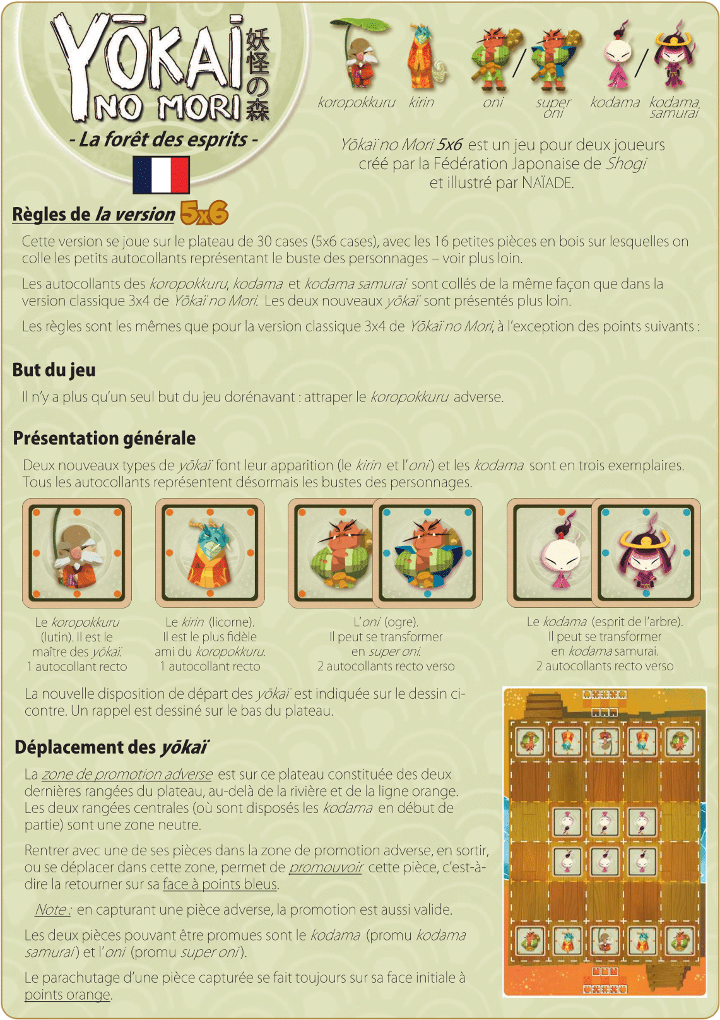 YŌKAI
NO MORI
妖怪の森
- La forêt des esprits -
koropokkuru kirin oni super oni kodama kodama samurai
Yōkaï no Mori 5x6 est un jeu pour deux joueurs
créé par la Fédération Japonaise de Shogi
et illustré par NAÏADE.
Règles de la version 5x6
Cette version se joue sur le plateau de 30 cases (5x6 cases), avec les 16 petites pièces en bois sur lesquelles on
colle les petits autocollants représentant le buste des personnages – voir plus loin.
Les autocollants des koropokkuru, kodama et kodama samurai sont collés de la même façon que dans la
version classique 3x4 de Yōkaï no Mori. Les deux nouveaux yōkaï sont présentés plus loin.
Les règles sont les mêmes que pour la version classique 3x4 de Yōkaï no Mori, à l'exception des points suivants :
But du jeu
Il n'y a plus qu'un seul but du jeu dorénavant : attraper le koropokkuru adverse.
Présentation générale
Deux nouveaux types de yōkaï font leur apparition (le kirin et l'oni) et les kodama sont en trois exemplaires.
Tous les autocollants représentent désormais les bustes des personnages.
Le koropokkuru
(lutin). Il est le
maître des yōkaï.
1 autocollant recto
Le kirin (licorne).
Il est le plus fidèle
ami du koropokkuru.
1 autocollant recto
L'oni (ogre).
Il peut se transformer
en super oni.
2 autocollants recto verso
Le kodama (esprit de l'arbre).
Il peut se transformer
en kodama samurai.
2 autocollants recto verso
La nouvelle disposition de départ des yōkaï est indiquée sur le dessin ci-
contre. Un rappel est dessiné sur le bas du plateau.
Déplacement des yōkaï
La zone de promotion adverse est sur ce plateau constituée des deux
dernières rangées du plateau, au-delà de la rivière et de la ligne orange.
Les deux rangées centrales (où sont disposés les kodama en début de
partie) sont une zone neutre.
Rentrer avec une de ses pièces dans la zone de promotion adverse, en sortir,
ou se déplacer dans cette zone, permet de promouvoir cette pièce, c'est-à-
dire la retourner sur sa face à points bleus.
Note : en capturant une pièce adverse, la promotion est aussi valide.
Les deux pièces pouvant être promues sont le kodama (promu kodama
samurai) et l'oni (promu super oni).
Le parachutage d'une pièce capturée se fait toujours sur sa face initiale à
points orange.